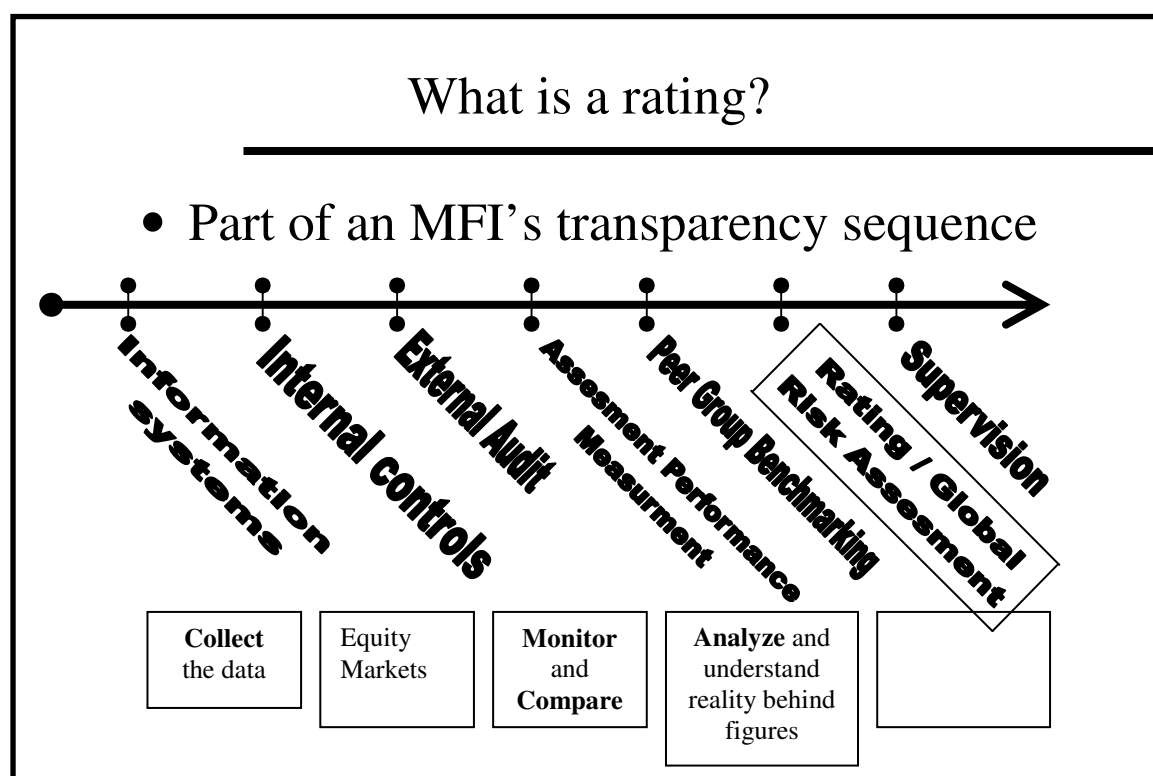 What is a rating?
• Part of an MFI’s transparency sequence
Information
systems
Internal controls
External Audit
Assesment Performance
Measurment
Peer Group Benchmarking
Rating / Global
Risk Assesment
Supervision
Collect
the data
Equity
Markets
Monitor
and
Compare
Analyze and
understand
reality behind
figures